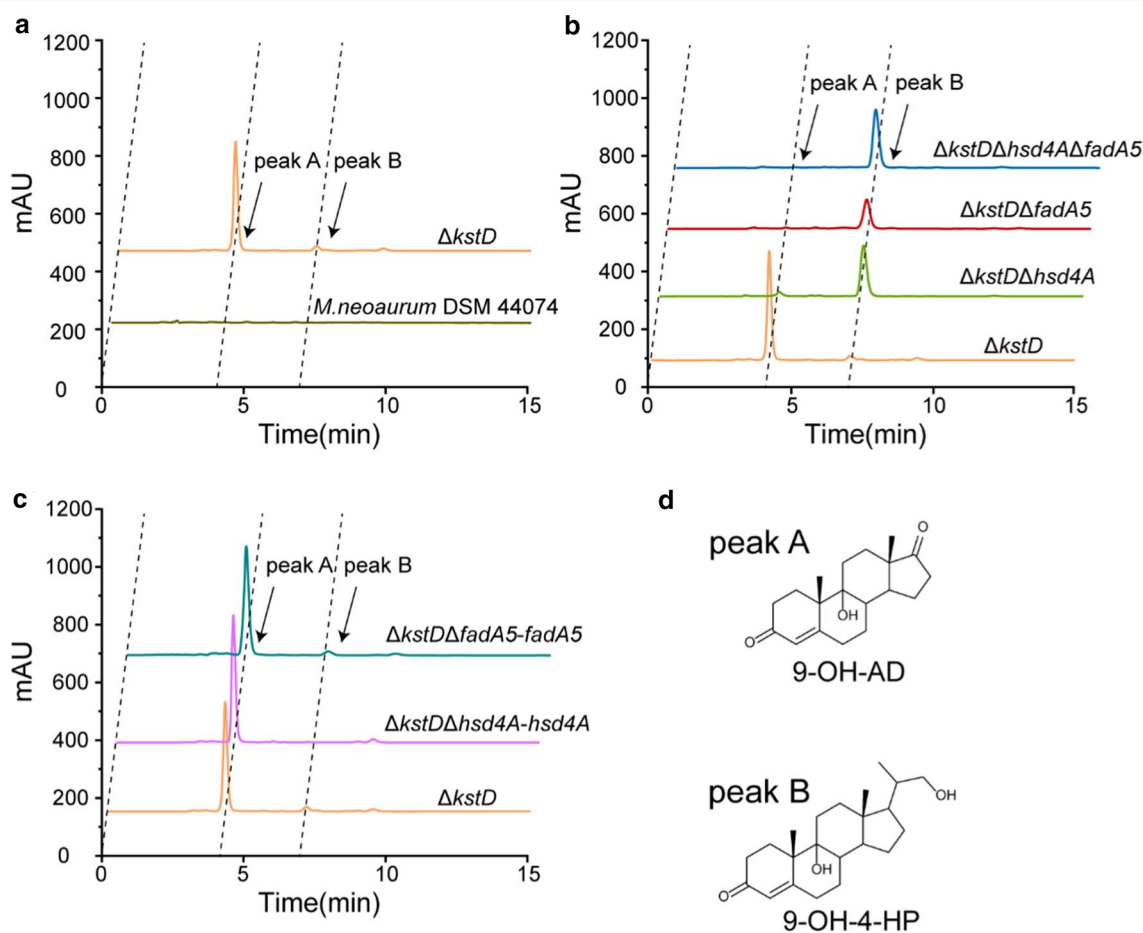 a
1200
1000
800
600
400
200
0
mAU
peak A
peak B
ΔkstD
M.neoaurum DSM 44074
0
5
10
15
Time(min)
b
1200
1000
800
600
400
200
0
mAU
peak A
peak B
ΔkstDΔhsd4AΔfadA5
ΔkstDΔfadA5
ΔkstDΔhsd4A
ΔkstD
0
5
10
15
Time(min)
c
1200
1000
800
600
400
200
0
mAU
peak A
peak B
ΔkstDΔfadA5-fadA5
ΔkstDΔhsd4A-hsd4A
ΔkstD
0
5
10
15
Time(min)
d
peak A
O
OH
O
9-OH-AD
peak B
OH
OH
O
9-OH-4-HP